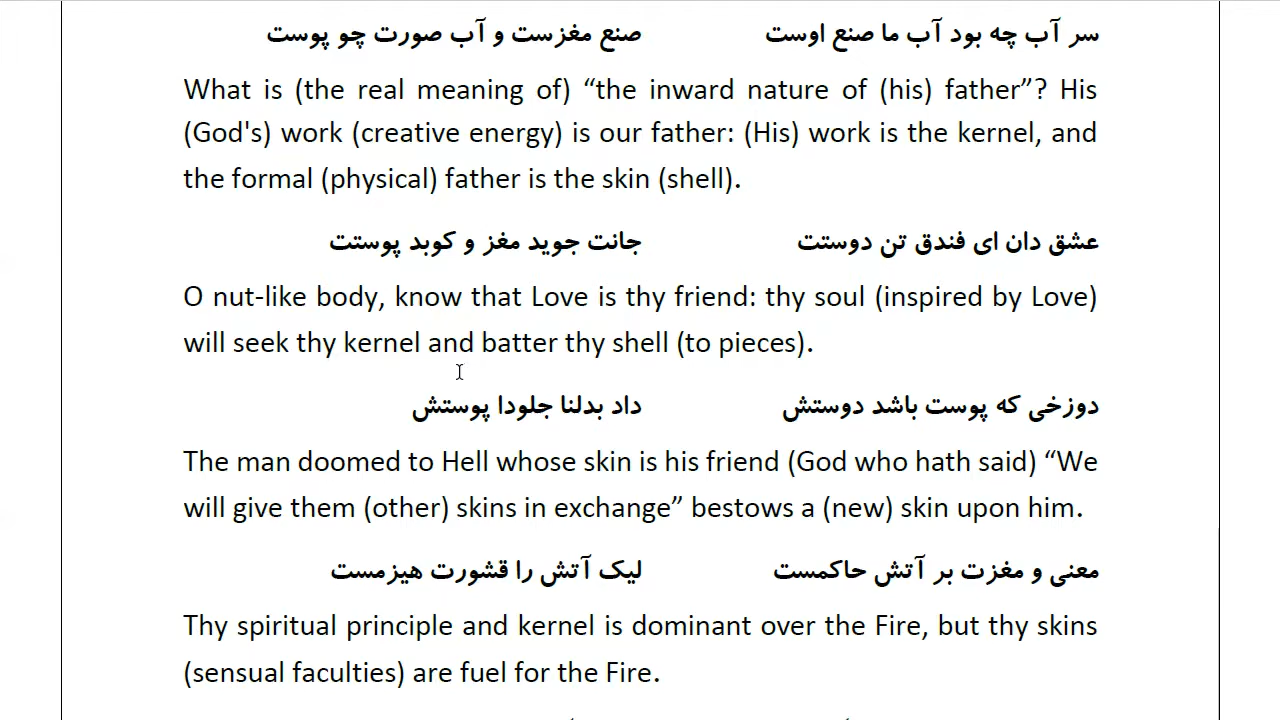 سر آب چه بود آب ما صنع اوست صنع مغزست و آب صورت چو پوست
What is (the real meaning of) “the inward nature of (his) father”? His
(God's) work (creative energy) is our father: (His) work is the kernel, and
the formal (physical) father is the skin (shell).
عشق دان ای فندق تن دوستت جانت جوید مغز و کوبد پوستت
O nut-like body, know that Love is thy friend: thy soul (inspired by Love)
will seek thy kernel and batter thy shell (to pieces).
دوزخی که پوست باشد دوستش داد بدلنا جلودا پوستش
The man doomed to Hell whose skin is his friend (God who hath said) “We
will give them (other) skins in exchange” bestows a (new) skin upon him.
معنی و مغزت بر آتش حاکمست لیک آتش را قشورت هیزمست
Thy spiritual principle and kernel is dominant over the Fire, but thy skins
(sensual faculties) are fuel for the Fire.